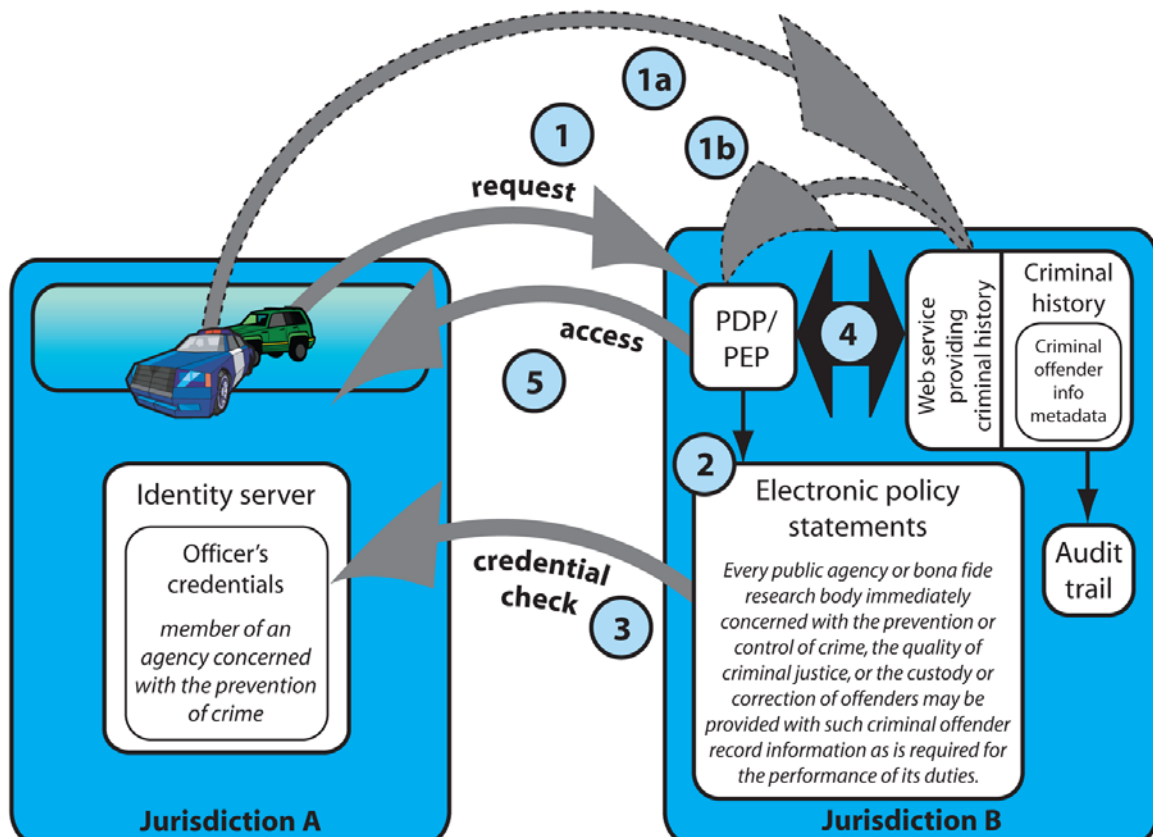 1a
1
1b
request
access
5
PDP/
PEP
4
Web service
providing
criminal history
Criminal
history
Criminal
offender
info
metadata
Identity server
Officer's
credentials
member of an
agency concerned
with the prevention
of crime
credential
check
3
2
Electronic policy
statements
Every public agency or bona fide
research body immediately
concerned with the prevention or
control of crime, the quality of
criminal justice, or the custody or
correction of offenders may be
provided with such criminal offender
record information as is required for
the performance of its duties.
Audit
trail
Jurisdiction A
Jurisdiction B